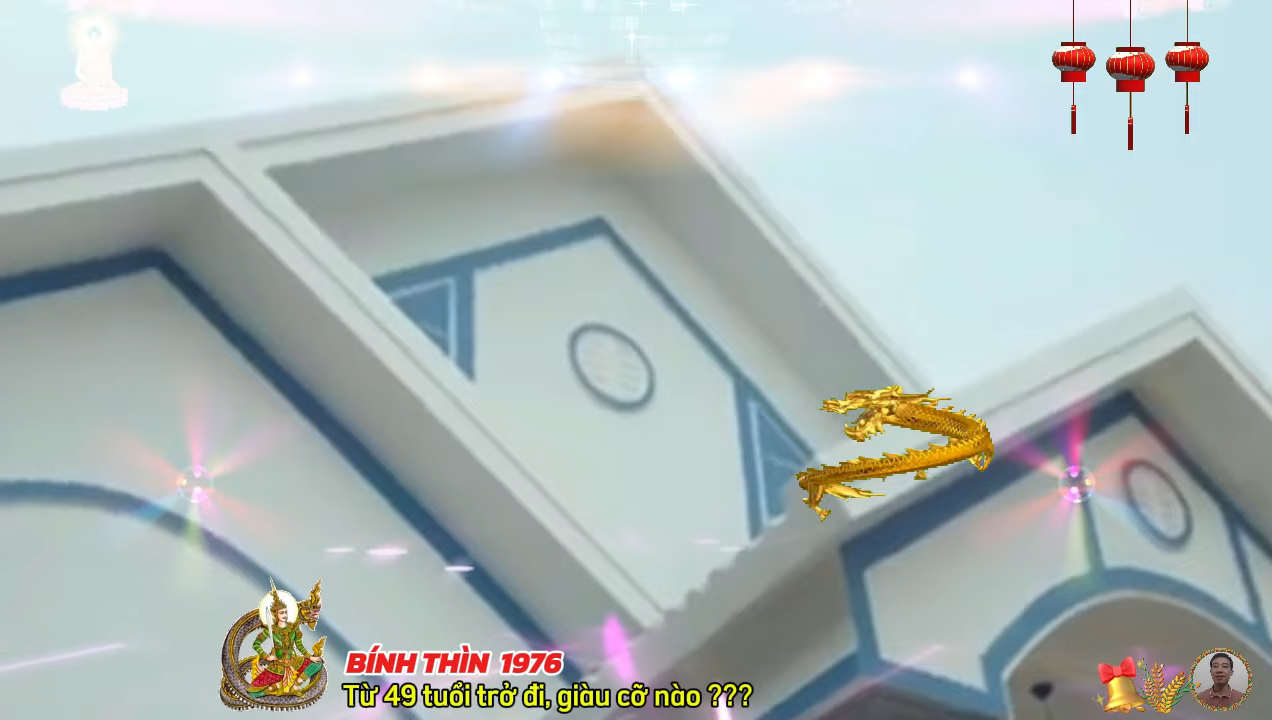 BÍNH THÌN 1976
Từ 49 tuổi trở đi, giàu cỡ nào ???